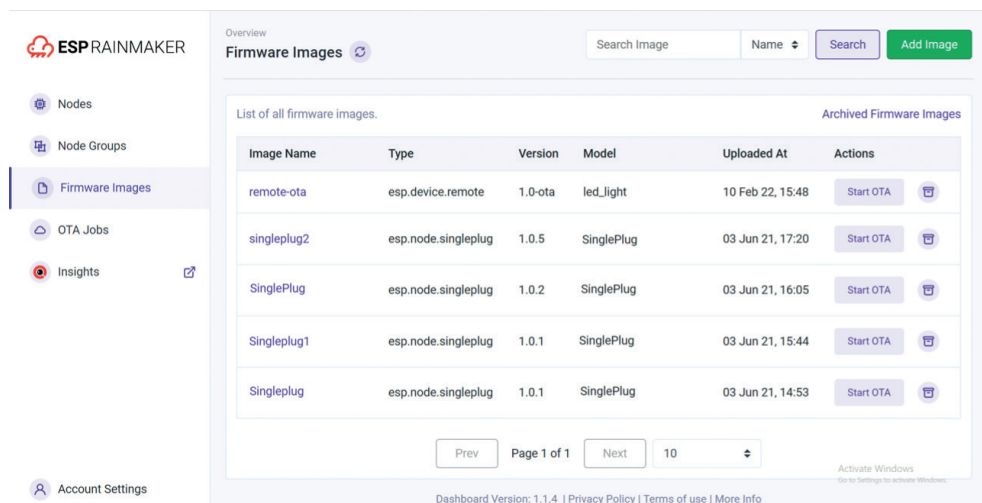 ESP RAINMAKER
Nodes
Node Groups
Firmware Images
OTA Jobs
Insights
Account Settings
Overview
Firmware Images
Search Image Name Search Add Image
List of all firmware images. Archived Firmware Images
Image Name Type Version Model Uploaded At Actions
remote-ota esp.device.remote 1.0-ota led_light 10 Feb 22, 15:48 Start OTA
singleplug2 esp.node.singleplug 1.0.5 SinglePlug 03 Jun 21, 17:20 Start OTA
SinglePlug esp.node.singleplug 1.0.2 SinglePlug 03 Jun 21, 16:05 Start OTA
Singleplug1 esp.node.singleplug 1.0.1 SinglePlug 03 Jun 21, 15:44 Start OTA
Singleplug esp.node.singleplug 1.0.1 SinglePlug 03 Jun 21, 14:53 Start OTA
Prev Page 1 of 1 Next 10
Activate Windows
Go to Settings to activate Windows.
Dashboard Version: 1.1.4 | Privacy Policy | Terms of use | More Info